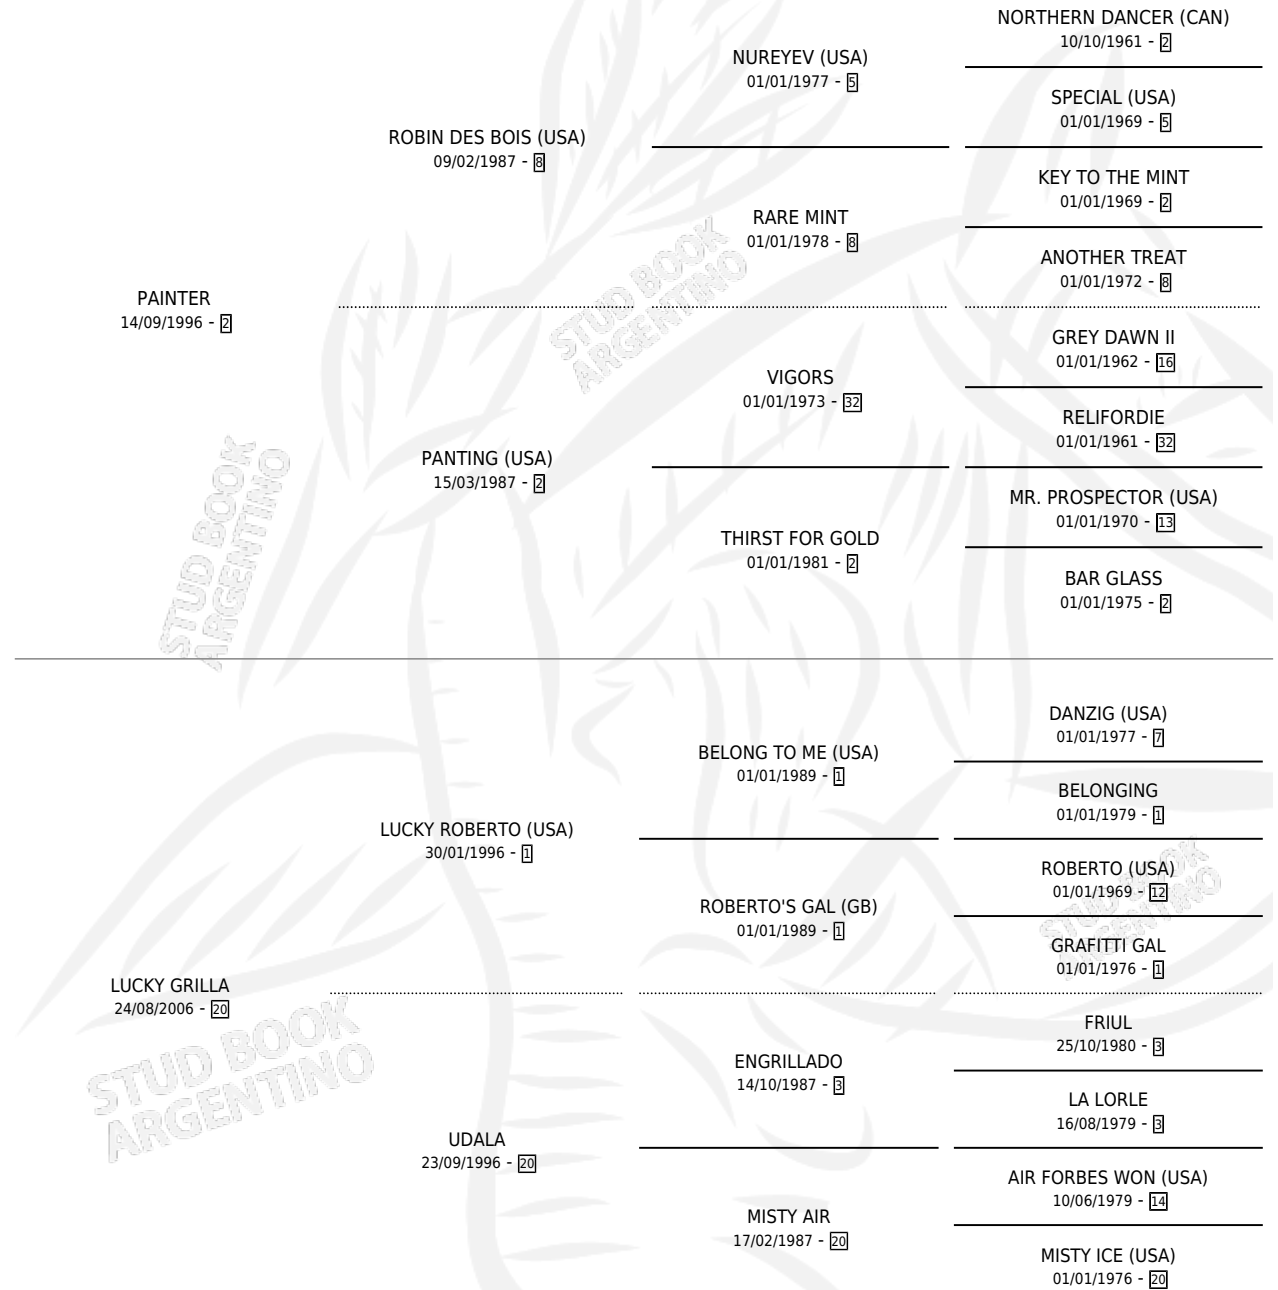 NORTHERN DANCER (CAN)
10/10/1961 - 2
NUREYEV (USA)
01/01/1977 - 5
SPECIAL (USA)
01/01/1969 - 5
ROBIN DES BOIS (USA)
09/02/1987 - 8
KEY TO THE MINT
01/01/1969 - 2
RARE MINT
01/01/1978 - 8
ANOTHER TREAT
01/01/1972 - 8
PAINTER
14/09/1996 - 2
STUD BOOK
ARGENTINO
GREY DAWN II
01/01/1962 - 16
VIGORS
01/01/1973 - 32
RELIFORDIE
01/01/1961 - 32
PANTING (USA)
15/03/1987 - 2
MR. PROSPECTOR (USA)
01/01/1970 - 13
THIRST FOR GOLD
01/01/1981 - 2
BAR GLASS
01/01/1975 - 2
STUD BOOK
ARGENTINO
DANZIG (USA)
01/01/1977 - 7
BELONG TO ME (USA)
01/01/1989 - 1
BELONGING
01/01/1979 - 1
LUCKY ROBERTO (USA)
30/01/1996 - 1
ROBERTO (USA)
01/01/1969 - 12
ROBERTO'S GAL (GB)
01/01/1989 - 1
GRAFITTI GAL
01/01/1976 - 1
STUD BOOK
ARGENTINO
LUCKY GRILLA
24/08/2006 - 20
FRIUL
25/10/1980 - 3
ENGRILLADO
14/10/1987 - 3
LA LORLE
16/08/1979 - 3
STUD BOOK
ARGENTINO
UDALA
23/09/1996 - 20
AIR FORBES WON (USA)
10/06/1979 - 14
MISTY AIR
17/02/1987 - 20
MISTY ICE (USA)
01/01/1976 - 20